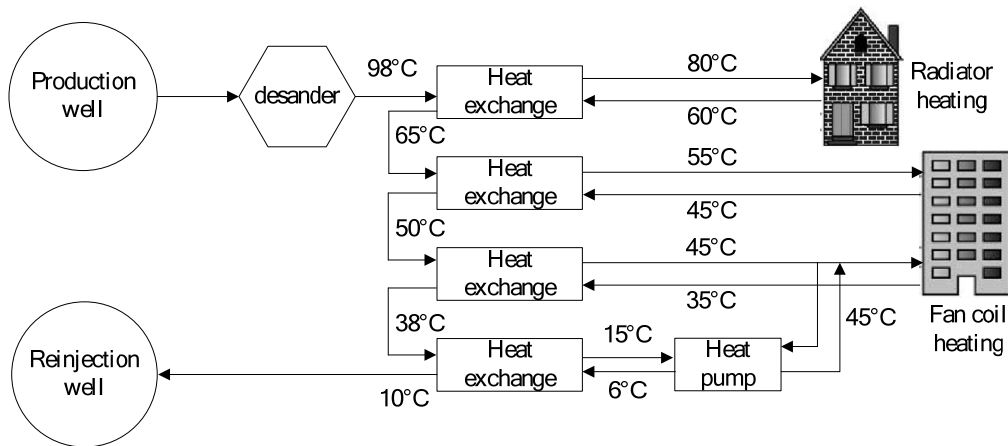 Production
well
desander
98°C
Heat
exchange
80°C
60°C
Radiator
heating
65°C
Heat
exchange
55°C
45°C
50°C
Heat
exchange
45°C
35°C
45°C
Fan coil
heating
38°C
Reinjection
well
10°C
Heat
exchange
15°C
6°C
Heat
pump